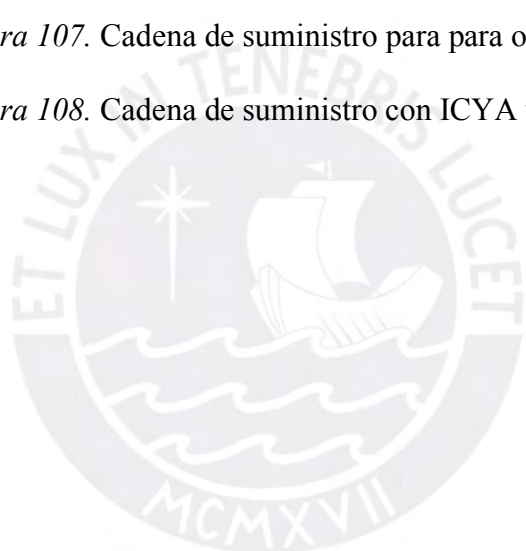 ra 107. Cadena de suministro para para o
ra 108. Cadena de suministro con ICYA
ET LUX IN TENEBRIS LUCET
MCMXVII